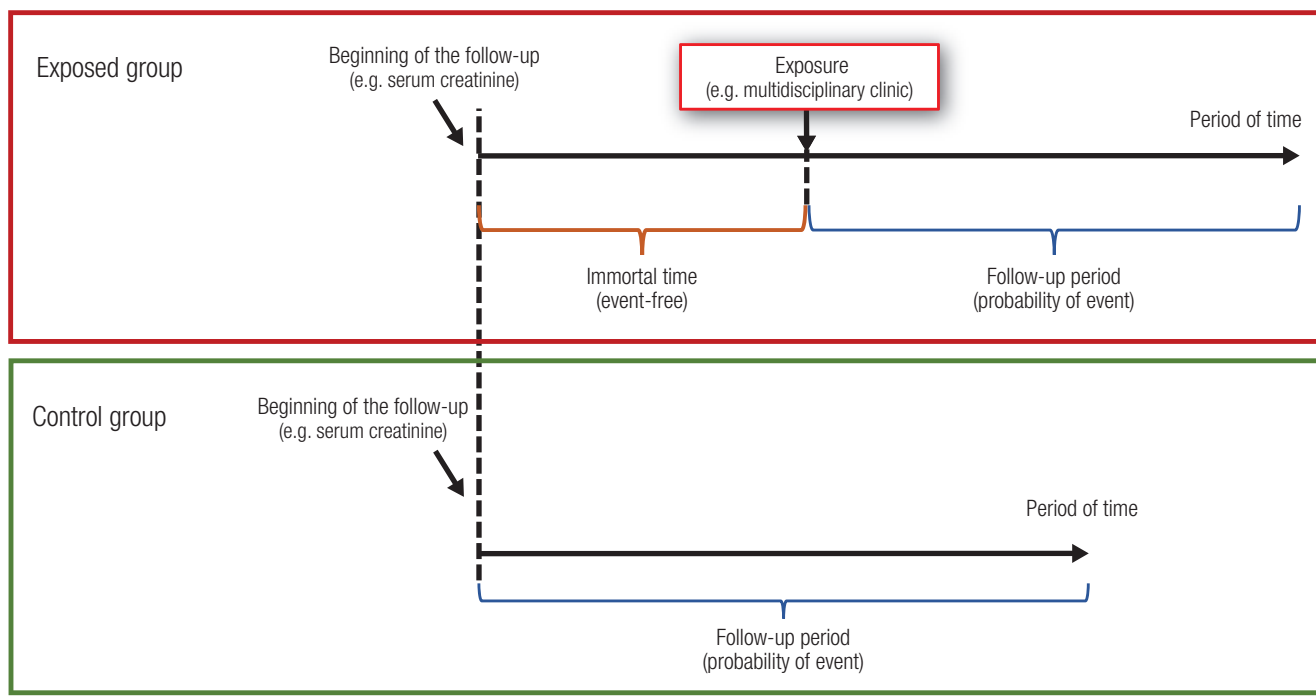 Exposed group
Beginning of the follow-up
(e.g. serum creatinine)
Exposure
(e.g. multidisciplinary clinic)
Period of time
Immortal time
(event-free)
Follow-up period
(probability of event)
Control group
Beginning of the follow-up
(e.g. serum creatinine)
Period of time
Follow-up period
(probability of event)